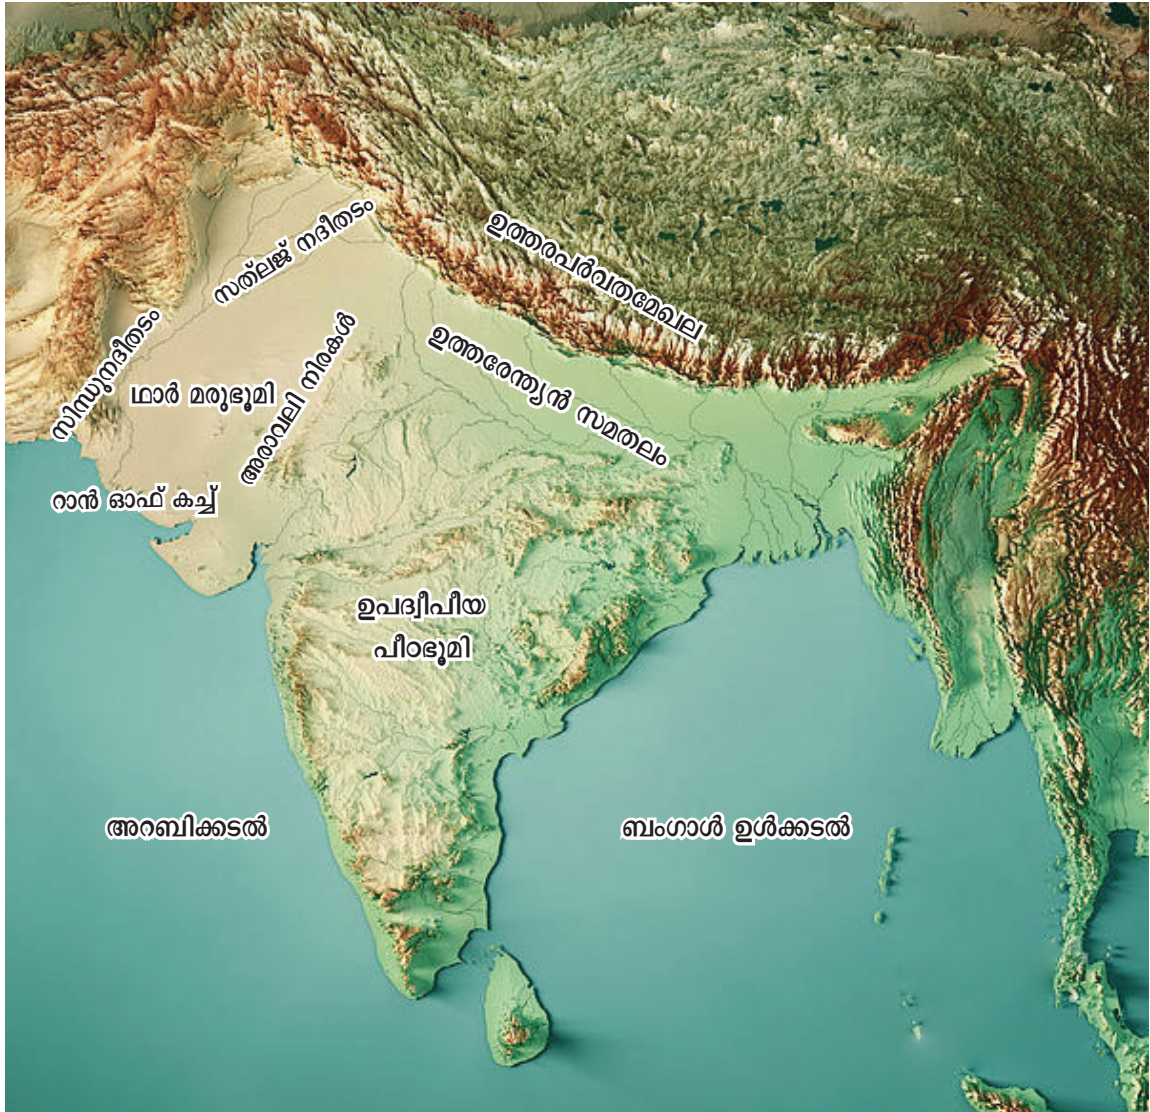 ഉത്തരപർവതമേഖല
സത്‌ലജ് നദീതടം
സിന്ധുനദീതടം
ഥാർ മരുഭൂമി
അരാവലി നിരകൾ
ഉത്തരേന്ത്യൻ സമതലം
റാൻ ഓഫ് കച്ച്
ഉപദ്വീപീയ
പീഠഭൂമി
അറബിക്കടൽ
ബംഗാൾ ഉൾക്കടൽ